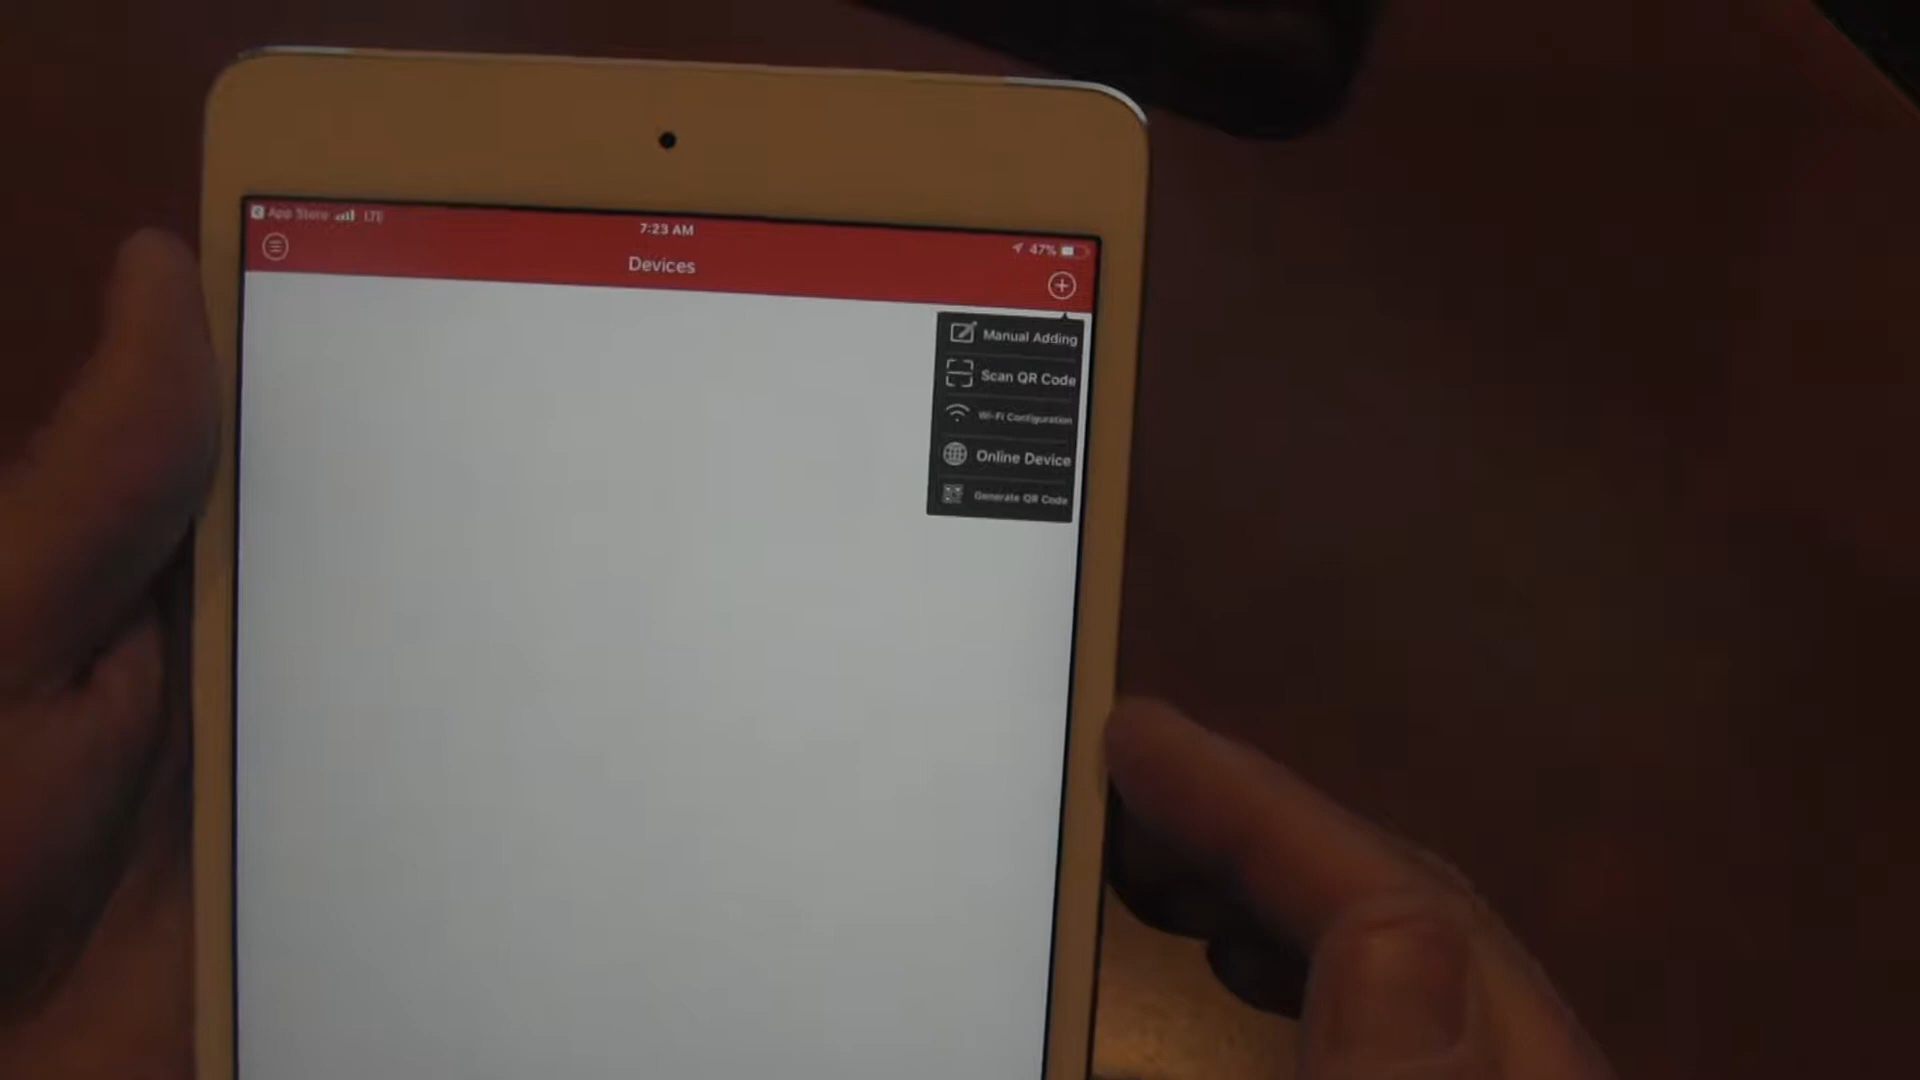 App Store LTE
7:23 AM
47%
Devices
Manual Adding
Scan QR Code
Wi-Fi Configuration
Online Device
Generate QR Code